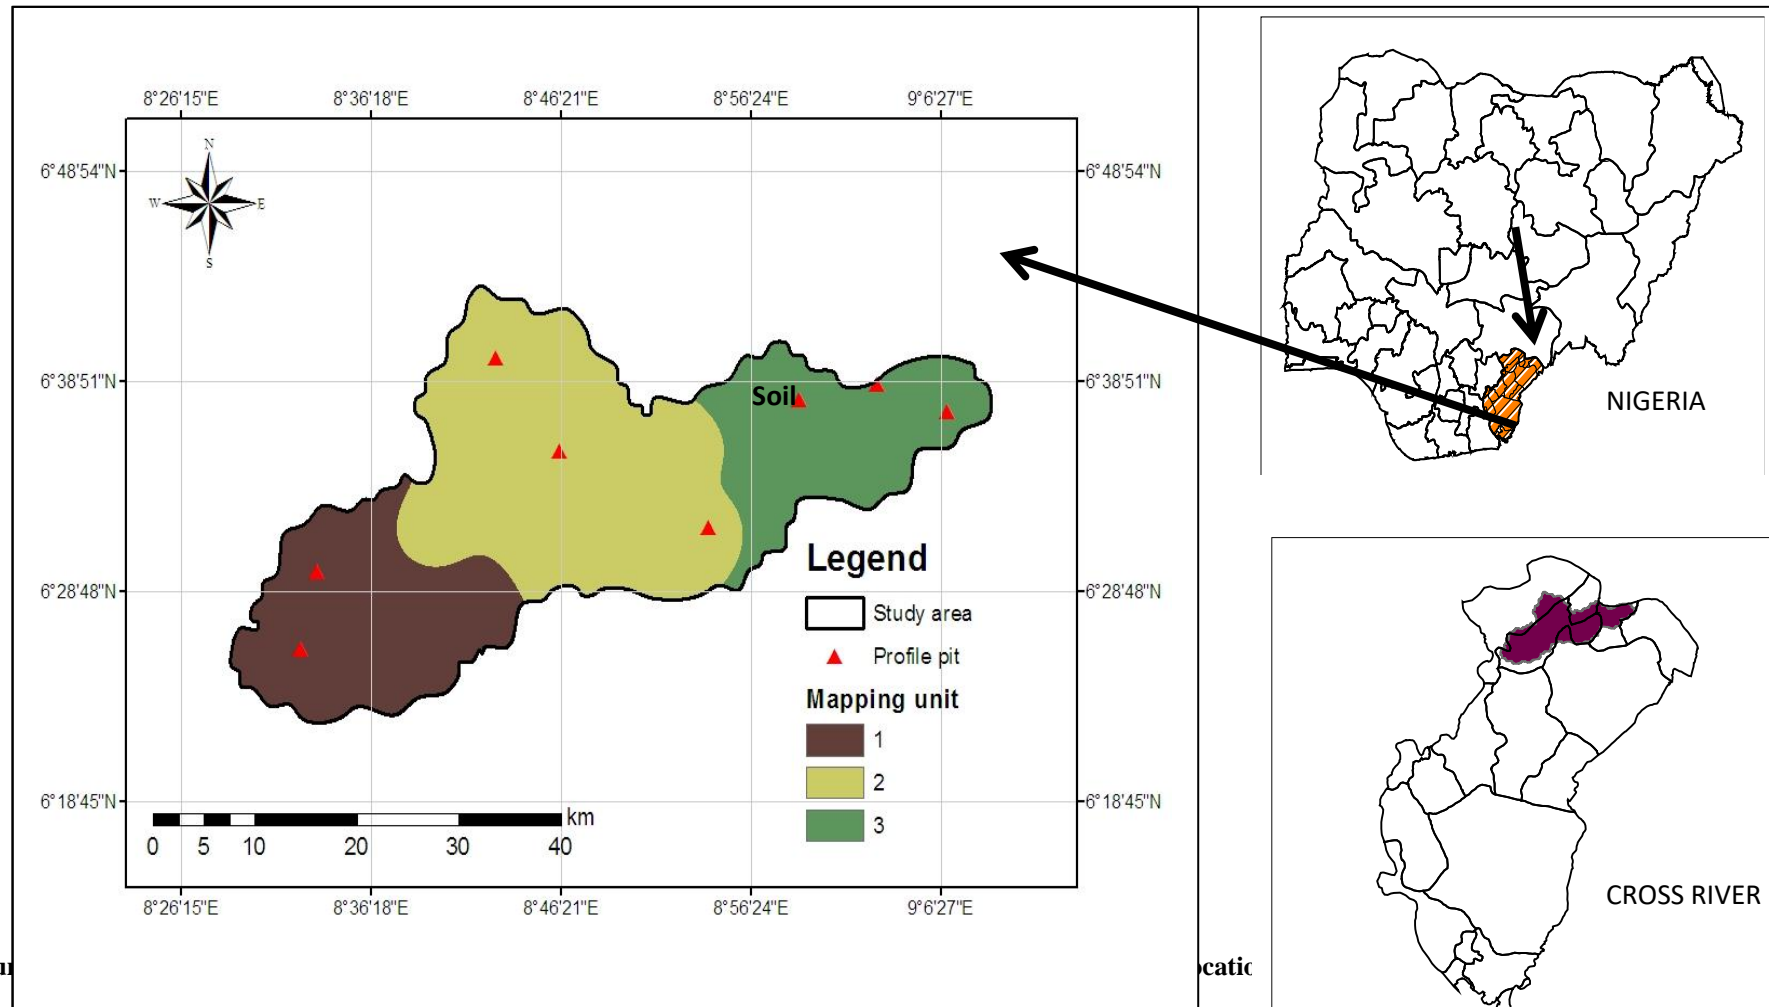 8°26'15"E 8°36'18"E 8°46'21"E 8°56'24"E 9°6'27"E
N
6°48'54"N 6°48'54"N
W E
S
6°38'51"N 6°38'51"N
Soil
NIGERIA
Legend
6°28'48"N 6°28'48"N
Study area
Profile pit
Mapping unit
1
2
3
6°18'45"N 6°18'45"N
km
0 5 10 20 30 40
8°26'15"E 8°36'18"E 8°46'21"E 8°56'24"E 9°6'27"E
CROSS RIVER